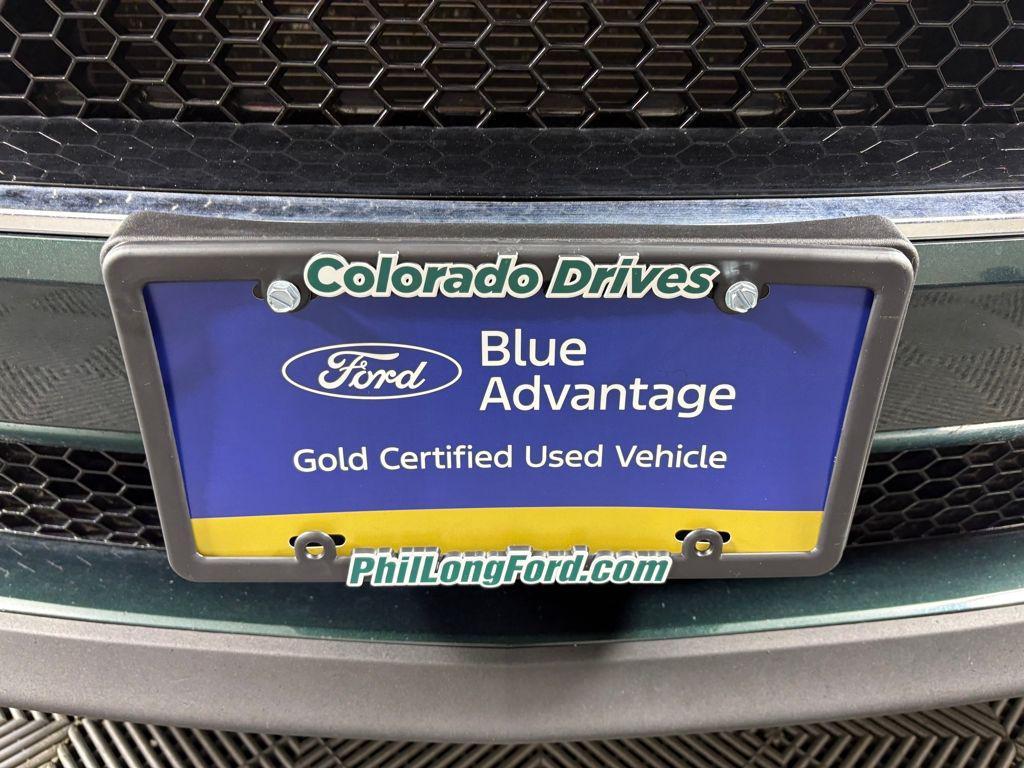 Colorado Drives
Ford
Blue
Advantage
Gold Certified Used Vehicle
PhilLongFord.com